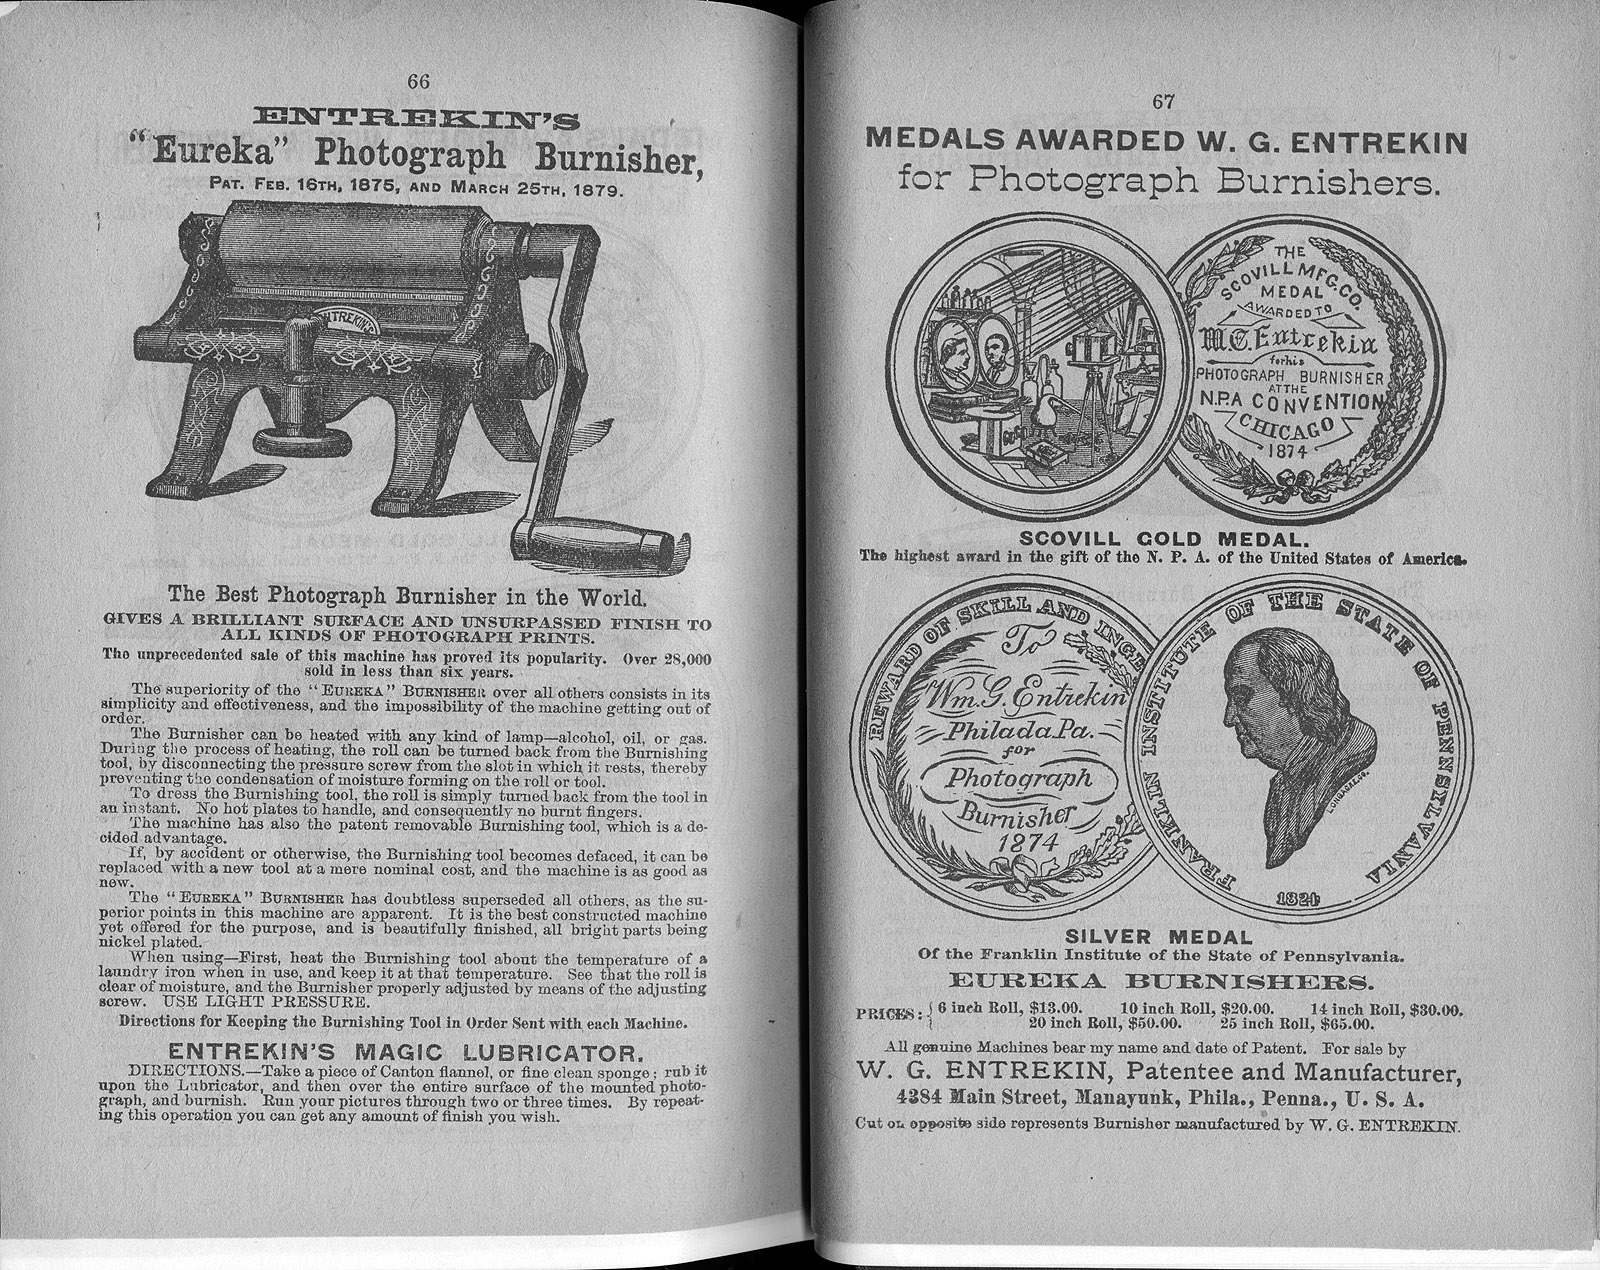 66
ENTREKIN'S
"Eureka" Photograph Burnisher,
PAT. FEB. 16TH, 1875, AND MARCH 25TH, 1879.
NTREKIN'S
The Best Photograph Burnisher in the World.
GIVES A BRILLIANT SURFACE AND UNSURPASSED FINISH TO
ALL KINDS OF PHOTOGRAPH PRINTS.
The unprecedented sale of this machine has proved its popularity. Over 28,000
sold in less than six years.
The superiority of the "EUREKA" BURNISHER over all others consists in its
simplicity and effectiveness, and the impossibility of the machine getting out of
order.
The Burnisher can be heated with any kind of lamp—alcohol, oil, or gas.
During the process of heating, the roll can be turned back from the Burnishing
tool, by disconnecting the pressure screw from the slot in which it rests, thereby
preventing the condensation of moisture forming on the roll or tool.
To dress the Burnishing tool, the roll is simply turned back from the tool in
an instant. No hot plates to handle, and consequently no burnt fingers.
The machine has also the patent removable Burnishing tool, which is a de-
cided advantage.
If, by accident or otherwise, the Burnishing tool becomes defaced, it can be
replaced with a new tool at a mere nominal cost, and the machine is as good as
new.
The "EUREKA" BURNISHER has doubtless superseded all others, as the su-
perior points in this machine are apparent. It is the best constructed machine
yet offered for the purpose, and is beautifully finished, all bright parts being
nickel plated.
When using—First, heat the Burnishing tool about the temperature of a
laundry iron when in use, and keep it at that temperature. See that the roll is
clear of moisture, and the Burnisher properly adjusted by means of the adjusting
screw. USE LIGHT PRESSURE.
Directions for Keeping the Burnishing Tool in Order Sent with each Machine.
ENTREKIN'S MAGIC LUBRICATOR.
DIRECTIONS.—Take a piece of Canton flannel, or fine clean sponge; rub it
upon the Lubricator, and then over the entire surface of the mounted photo-
graph, and burnish. Run your pictures through two or three times. By repeat-
ing this operation you can get any amount of finish you wish.
67
MEDALS AWARDED W. G. ENTREKIN
for Photograph Burnishers.
THE
SCOVILL MFG. CO.
MEDAL
AWARDED TO
W.G. Entrekin
for his
PHOTOGRAPH BURNISHER
AT THE
N.P.A CONVENTION
CHICAGO
1874
SCOVILL GOLD MEDAL.
The highest award in the gift of the N. P. A. of the United States of America.
REWARD OF SKILL AND INGE
To
Wm. G. Entrekin
Philada Pa.
for
Photograph
Burnisher
1874
FRANKLIN INSTITUTE OF THE STATE OF PENNSYLVANIA
1824
SILVER MEDAL
Of the Franklin Institute of the State of Pennsylvania.
EUREKA BURNISHERS.
PRICES: { 6 inch Roll, $13.00. 10 inch Roll, $20.00. 14 inch Roll, $30.00.
20 inch Roll, $50.00. 25 inch Roll, $65.00.
All genuine Machines bear my name and date of Patent. For sale by
W. G. ENTREKIN, Patentee and Manufacturer,
4384 Main Street, Manayunk, Phila., Penna., U. S. A.
Cut on opposite side represents Burnisher manufactured by W. G. ENTREKIN.